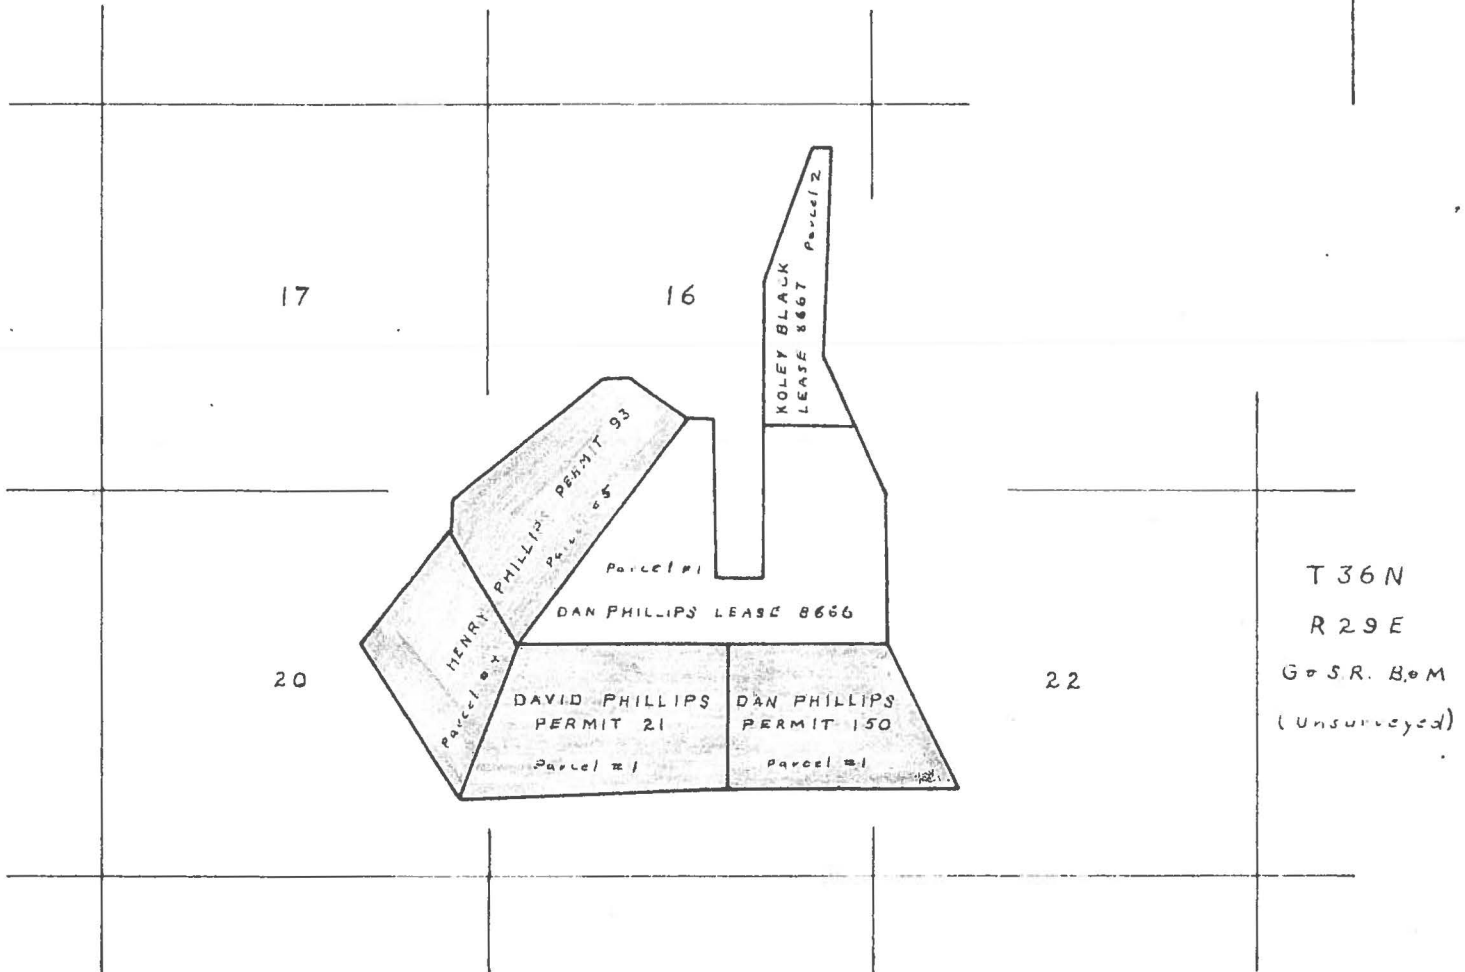 17
16
KOLEY BLACK
LEASE 8667
Parcel 2
HENRY PHILLIPS PERMIT 93
Parcel #5
Parcel #4
Parcel #1
DAN PHILLIPS LEASE 8666
20
DAVID PHILLIPS
PERMIT 21
Parcel #1
DAN PHILLIPS
PERMIT 150
Parcel #1
22
T 36 N
R 29 E
G & S.R. B.&M
(Unsurveyed)